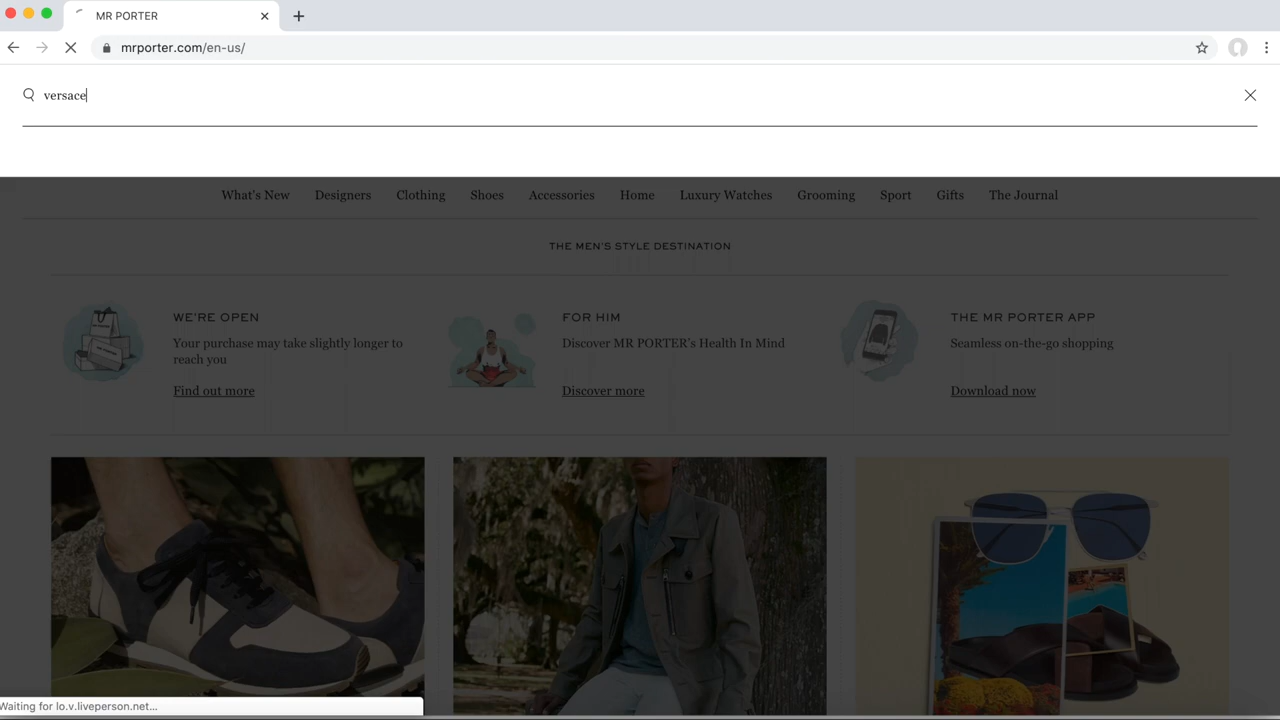 MR PORTER
mrporter.com/en-us/
versace
What's New Designers Clothing Shoes Accessories Home Luxury Watches Grooming Sport Gifts The Journal
THE MEN'S STYLE DESTINATION
WE'RE OPEN
Your purchase may take slightly longer to
reach you
Find out more
FOR HIM
Discover MR PORTER's Health In Mind
Discover more
THE MR PORTER APP
Seamless on-the-go shopping
Download now
Waiting for lo.v.liveperson.net...